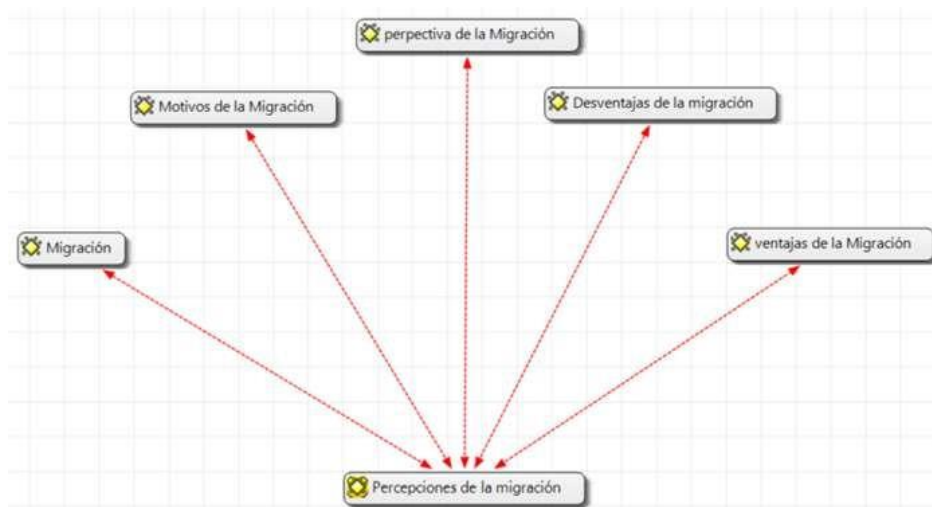 perpectiva de la Migración
Motivos de la Migración
Desventajas de la migración
Migración
ventajas de la Migración
Percepciones de la migración